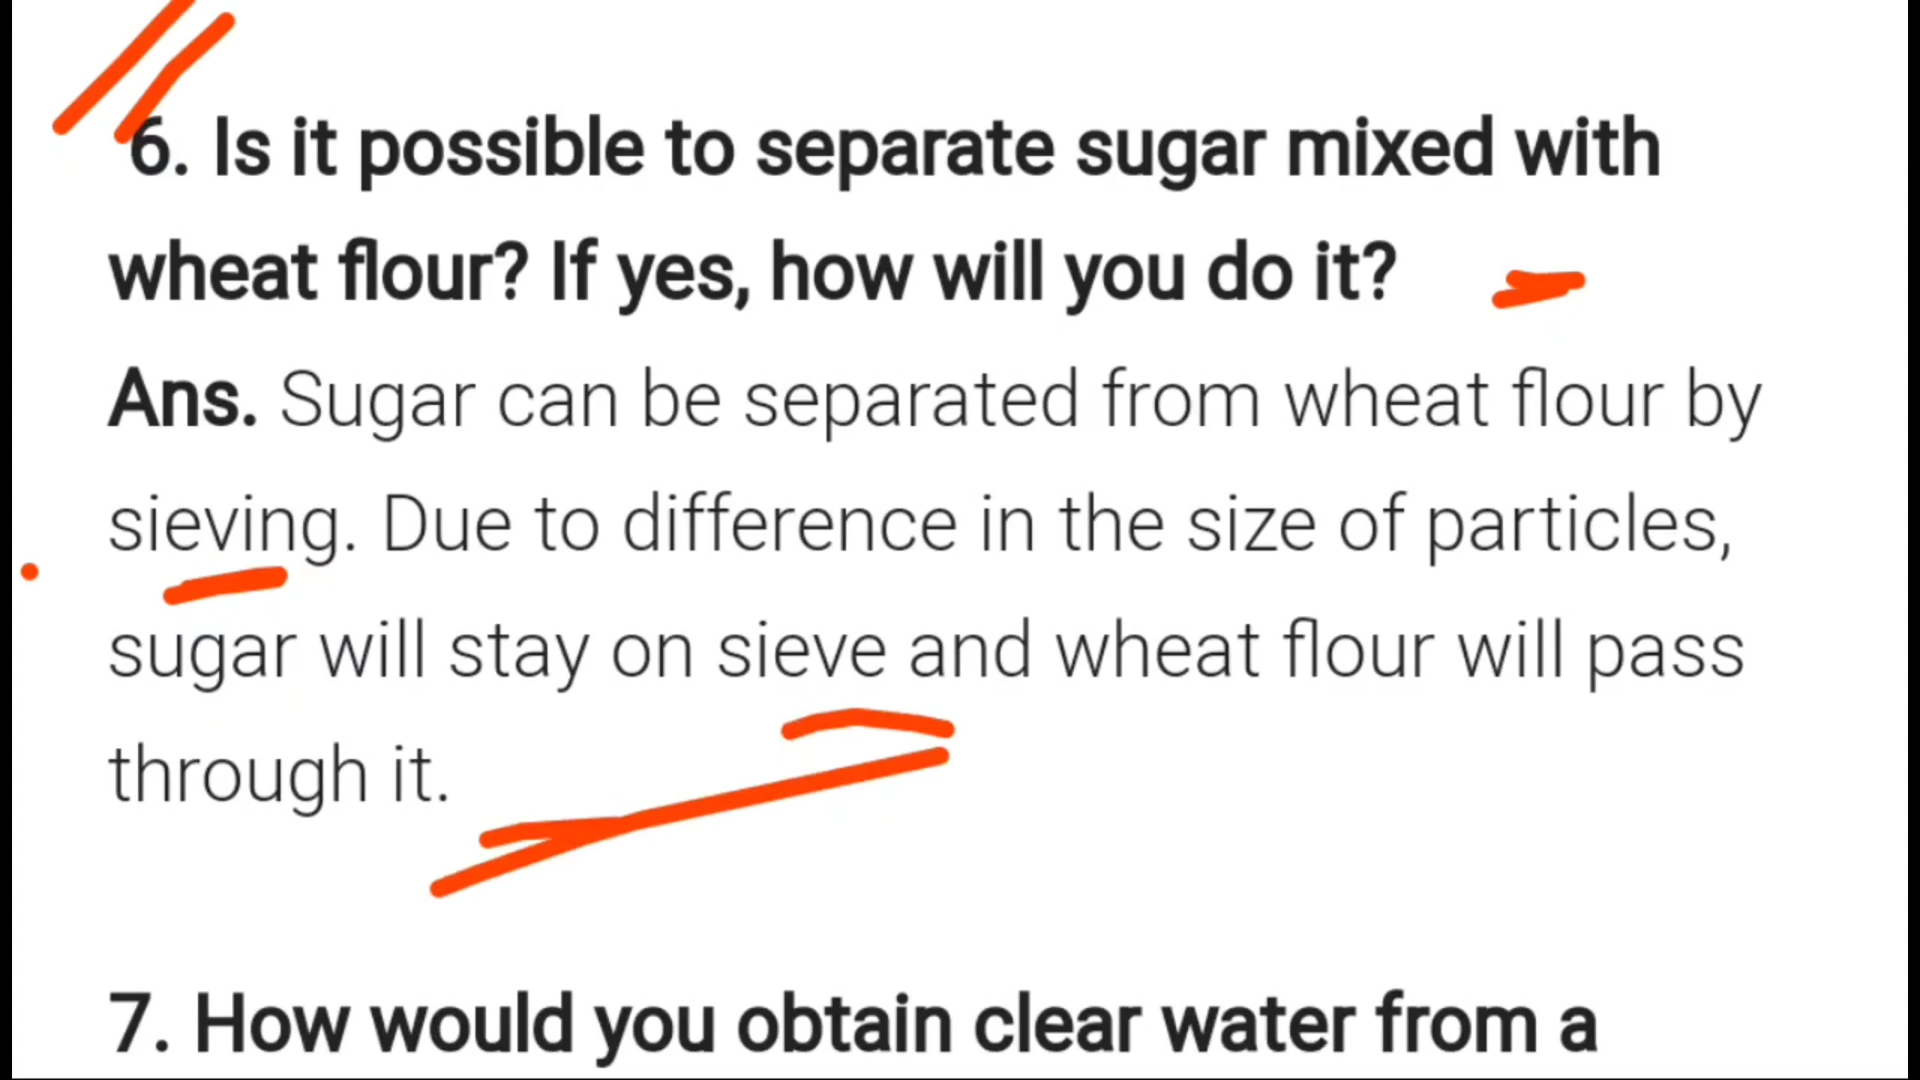 6. Is it possible to separate sugar mixed with
wheat flour? If yes, how will you do it?
Ans. Sugar can be separated from wheat flour by
sieving. Due to difference in the size of particles,
sugar will stay on sieve and wheat flour will pass
through it.
7. How would you obtain clear water from a